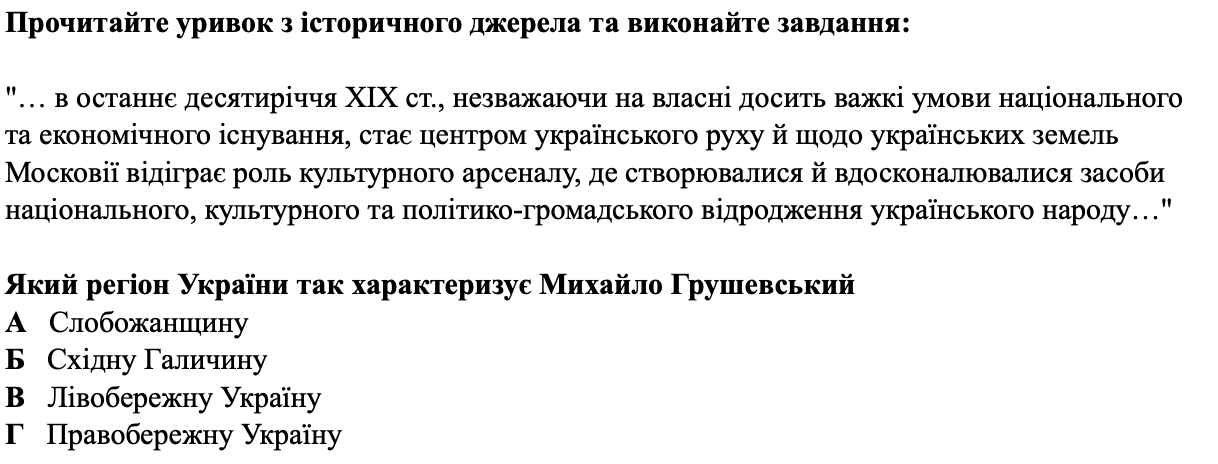 Прочитайте уривок з історичного джерела та виконайте завдання:
"… в останнє десятиріччя XIX ст., незважаючи на власні досить важкі умови національного
та економічного існування, стає центром українського руху й щодо українських земель
Московії відіграє роль культурного арсеналу, де створювалися й вдосконалювалися засоби
національного, культурного та політико-громадського відродження українського народу…"
Який регіон України так характеризує Михайло Грушевський
А Слобожанщину
Б Східну Галичину
В Лівобережну Україну
Г Правобережну Україну